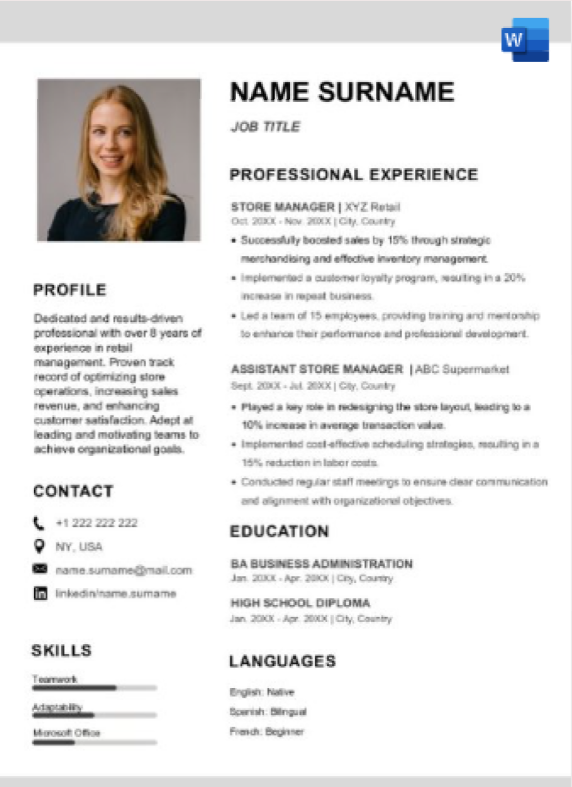 W
NAME SURNAME
JOB TITLE
PROFILE
Dedicated and results-driven
professional with over 8 years of
experience in retail
management. Proven track
record of optimizing store
operations, increasing sales
revenue, and enhancing
customer satisfaction. Adept at
leading and motivating teams to
achieve organizational goals.
CONTACT
+1 222 222 222
NY, USA
name.surname@mail.com
in linkedin/name.surname
SKILLS
Teamwork
Adaptability
Microsoft Office
PROFESSIONAL EXPERIENCE
STORE MANAGER | XYZ Retail
Oct. 20XX - Nov. 20XX | City, Country
• Successfully boosted sales by 15% through strategic
merchandising and effective inventory management.
• Implemented a customer loyalty program, resulting in a 20%
increase in repeat business.
• Led a team of 15 employees, providing training and mentorship
to enhance their performance and professional development.
ASSISTANT STORE MANAGER | ABC Supermarket
Sept. 20XX - Jul. 20XX | City, Country
• Played a key role in redesigning the store layout, leading to a
10% increase in average transaction value.
• Implemented cost-effective scheduling strategies, resulting in a
15% reduction in labor costs.
• Conducted regular staff meetings to ensure clear communication
and alignment with organizational objectives.
EDUCATION
BA BUSINESS ADMINISTRATION
Jan. 20XX - Apr. 20XX | City, Country
HIGH SCHOOL DIPLOMA
Jan. 20XX - Apr. 20XX | City, Country
LANGUAGES
English: Native
Spanish: Bilingual
French: Beginner